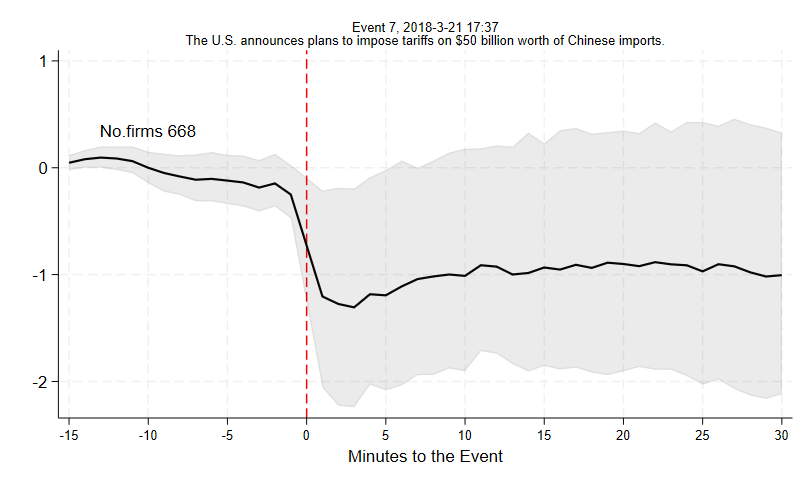 Event 7, 2018-3-21 17:37
The U.S. announces plans to impose tariffs on $50 billion worth of Chinese imports.
1
No.firms 668
0
-1
-2
-15 -10 -5 0 5 10 15 20 25 30
Minutes to the Event